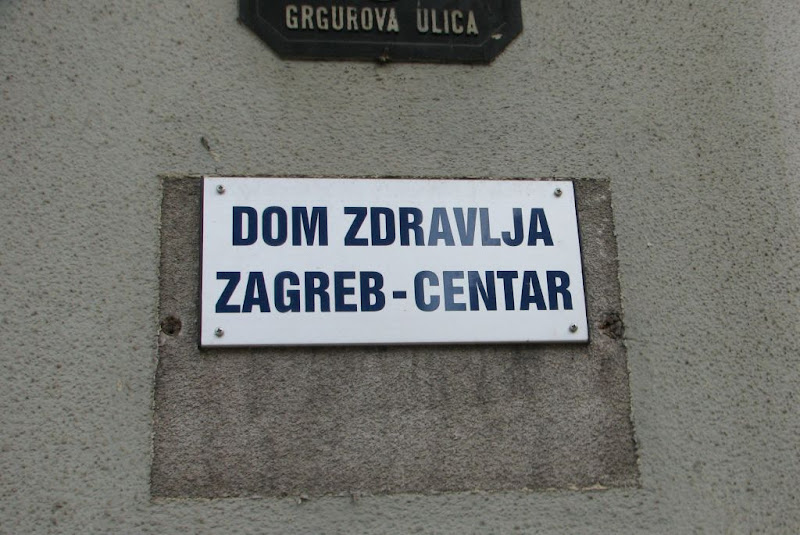 GRGUROVA ULICA
DOM ZDRAVLJA
ZAGREB-CENTAR